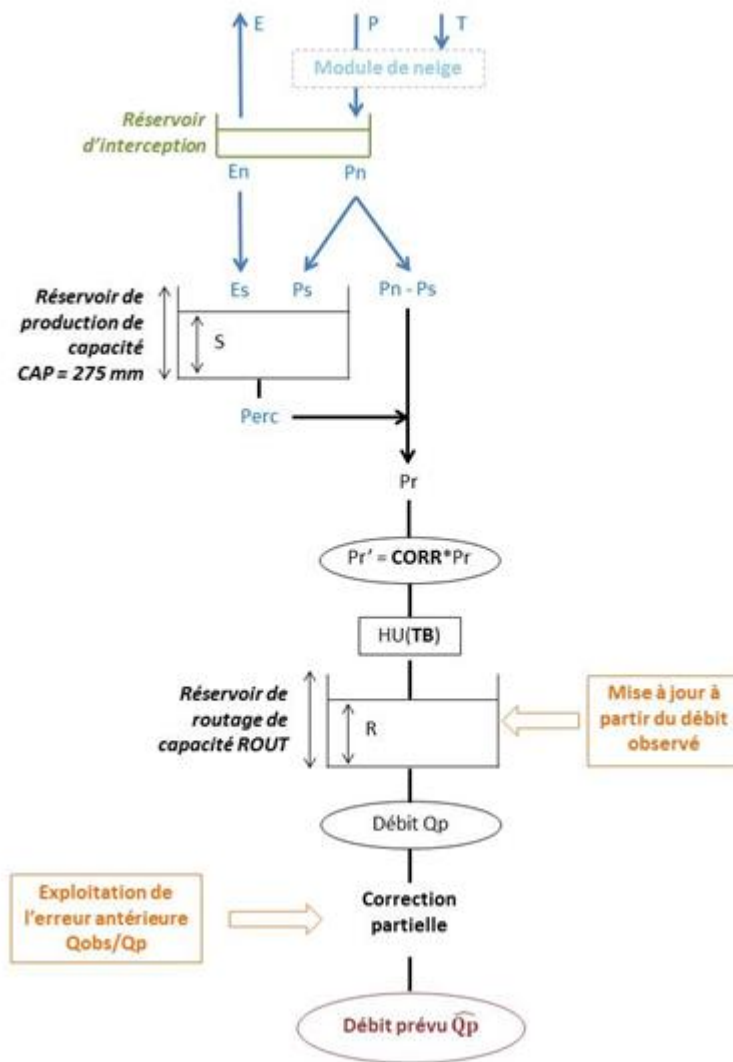 E
P
T
Module de neige
Réservoir
d'interception
En
Pn
Es
Ps
Pn - Ps
Réservoir de
production de
capacité
CAP = 275 mm
S
Perc
Pr
Pr' = CORR*Pr
HU(TB)
Réservoir de
routage de
capacité ROUT
R
Mise à jour à
partir du débit
observé
Débit Qp
Exploitation de
l'erreur antérieure
Qobs/Qp
Correction
partielle
Débit prévu Q̂p